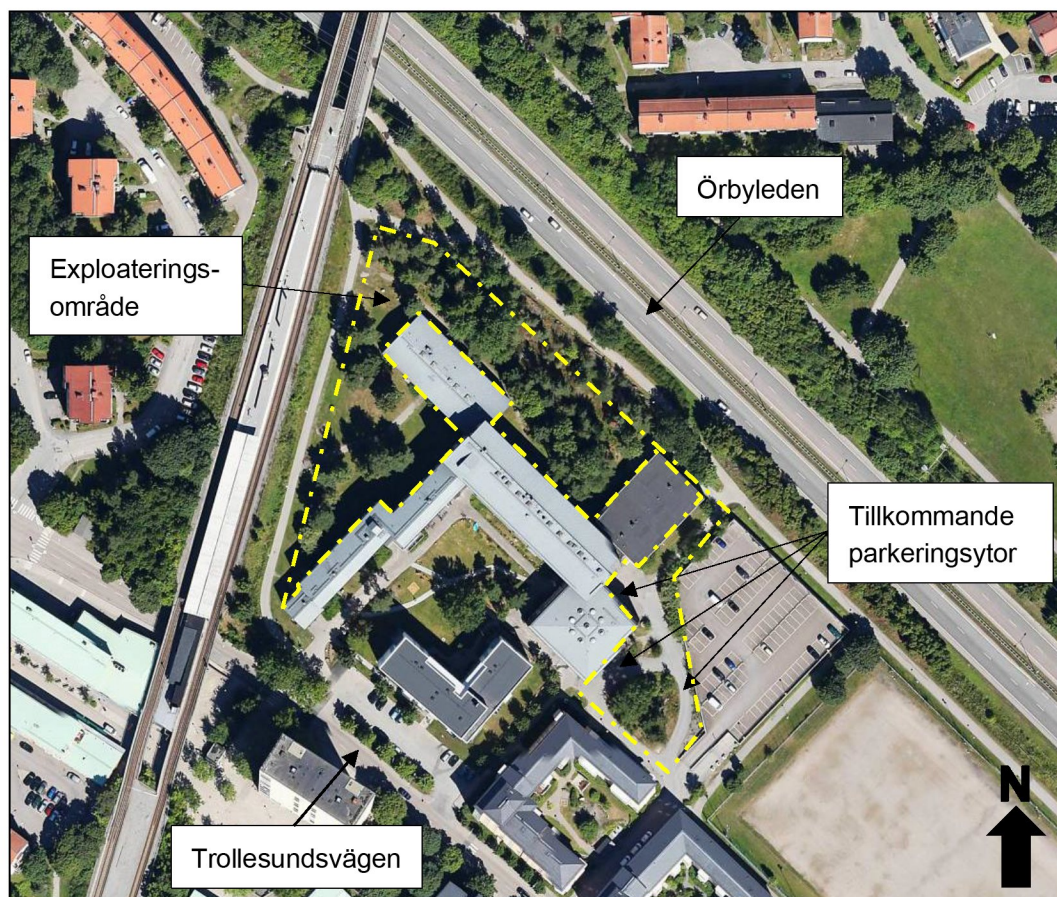 Örbyleden
Exploaterings-
område
Tillkommande
parkeringsytor
N
Trollesundsvägen